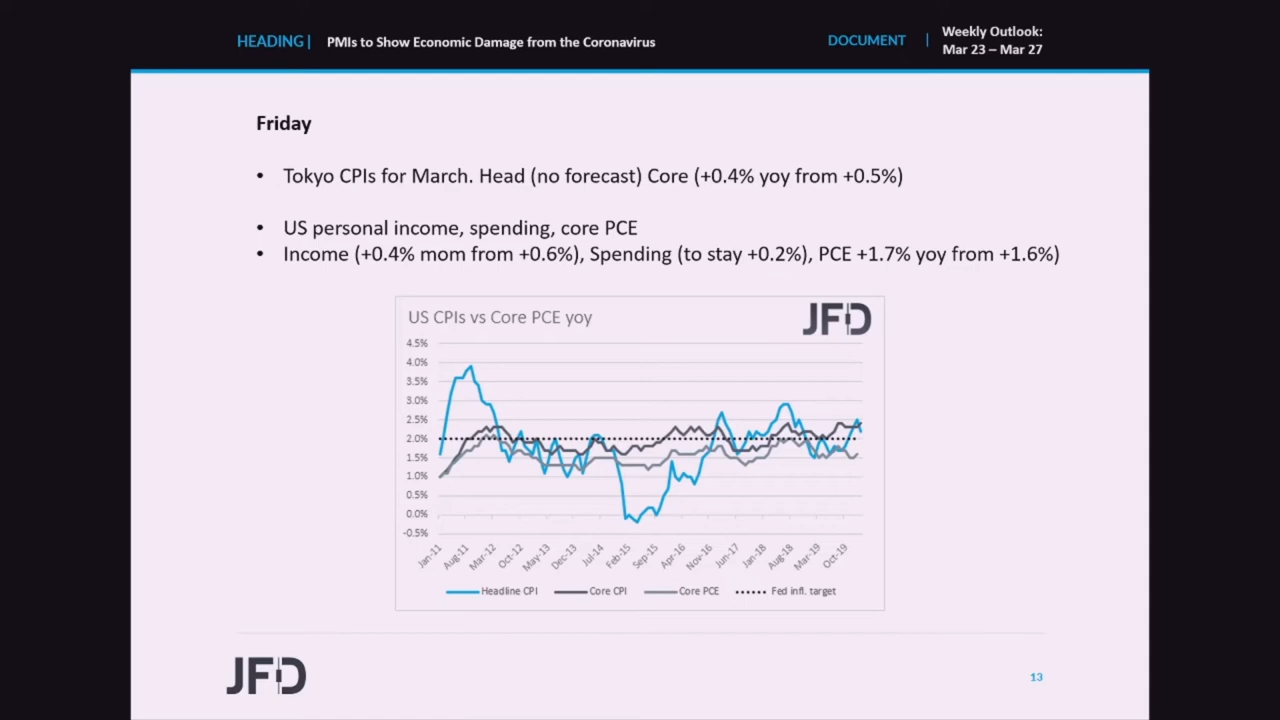 HEADING | PMIs to Show Economic Damage from the Coronavirus
DOCUMENT | Weekly Outlook:
Mar 23 – Mar 27
Friday
• Tokyo CPIs for March. Head (no forecast) Core (+0.4% yoy from +0.5%)
• US personal income, spending, core PCE
• Income (+0.4% mom from +0.6%), Spending (to stay +0.2%), PCE +1.7% yoy from +1.6%)
US CPIs vs Core PCE yoy
JFD
4.5%
4.0%
3.5%
3.0%
2.5%
2.0%
1.5%
1.0%
0.5%
0.0%
-0.5%
Jan-11 Aug-11 Mar-12 Oct-12 May-13 Dec-13 Jul-14 Feb-15 Sep-15 Apr-16 Nov-16 Jun-17 Jan-18 Aug-18 Mar-19 Oct-19
Headline CPI Core CPI Core PCE Fed infl. target
JFD
13